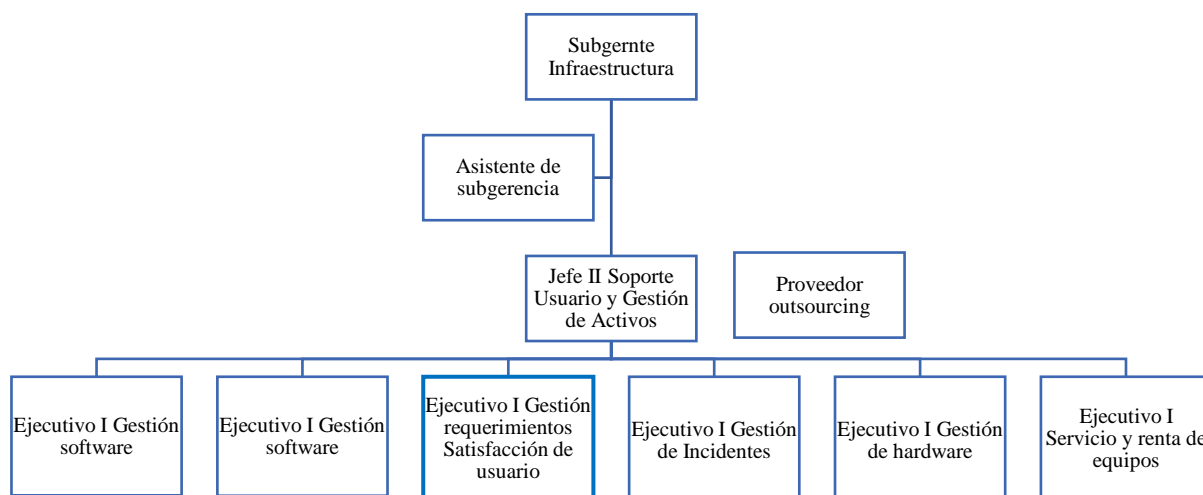 Subgernte
Infraestructura
Asistente de
subgerencia
Jefe II Soporte
Usuario y Gestión
de Activos
Proveedor
outsourcing
Ejecutivo I Gestión
software
Ejecutivo I Gestión
software
Ejecutivo I Gestión
requerimientos
Satisfacción de
usuario
Ejecutivo I Gestión
de Incidentes
Ejecutivo I Gestión
de hardware
Ejecutivo I
Servicio y renta de
equipos